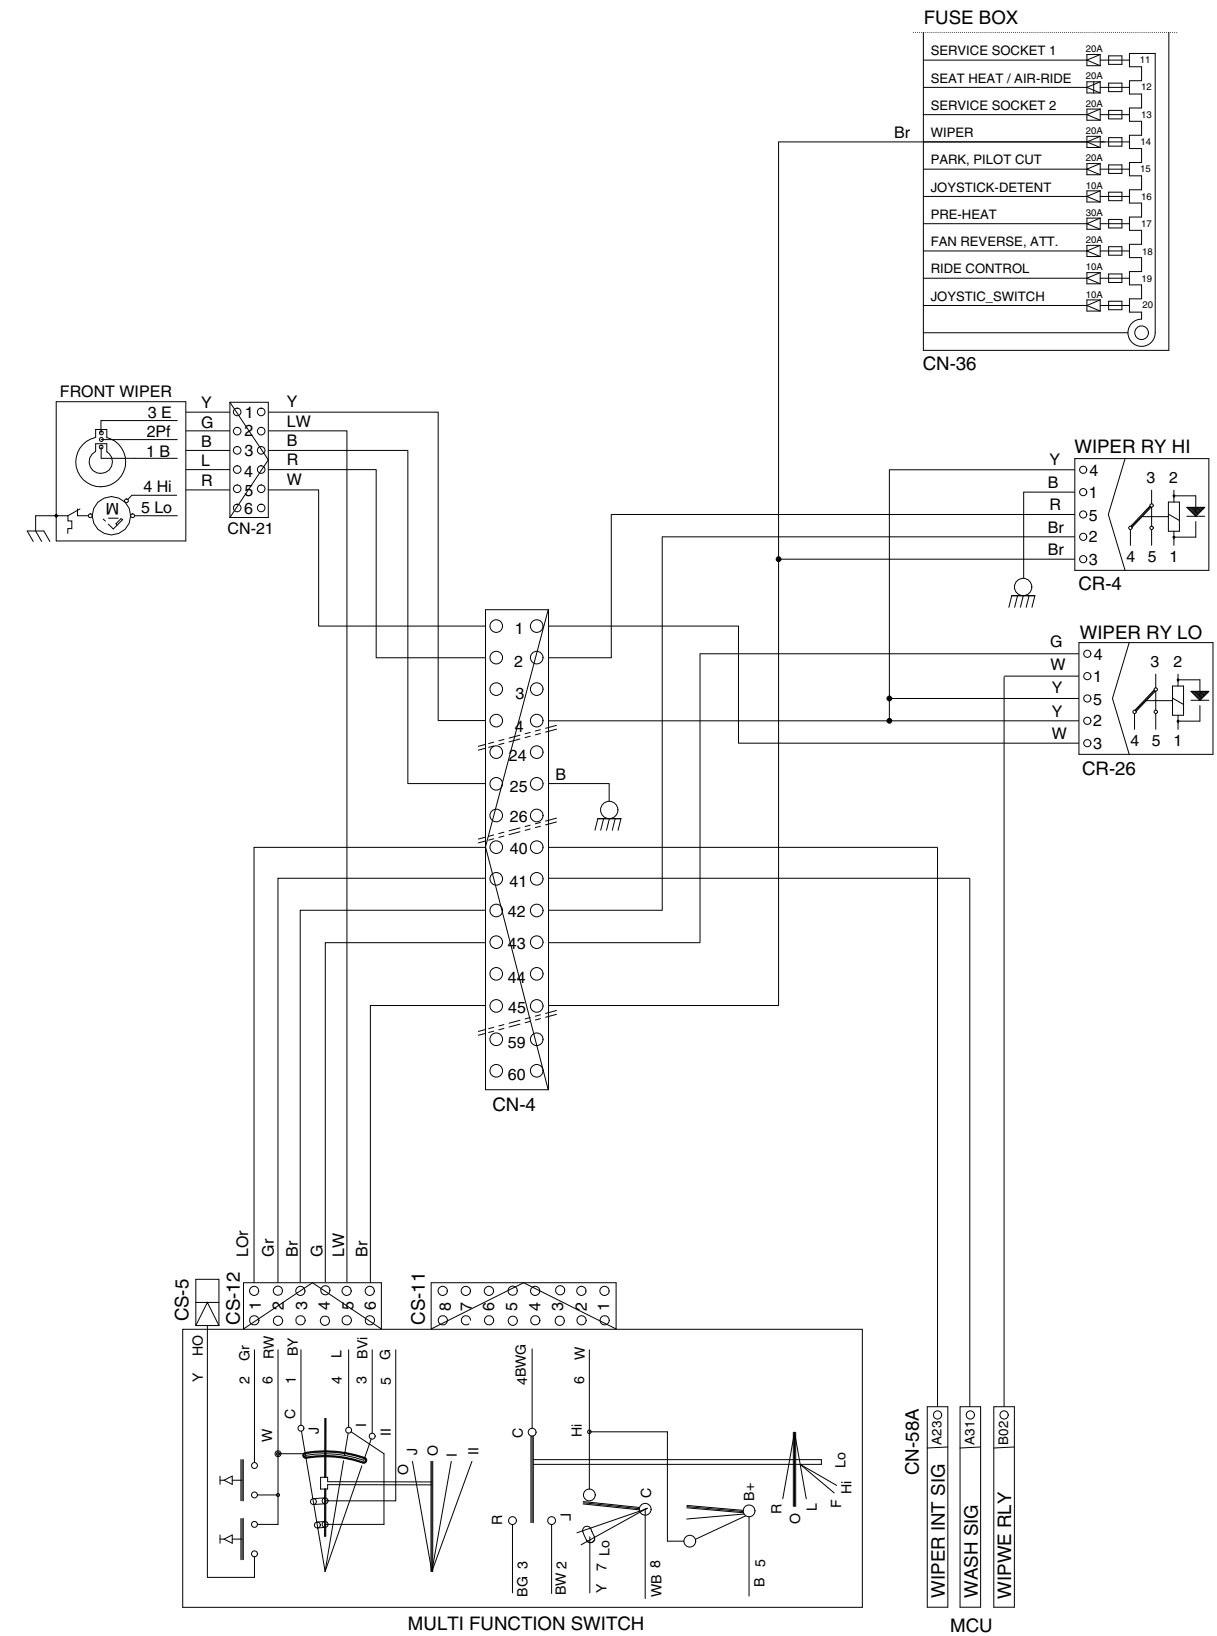 FUSE BOX
SERVICE SOCKET 1 20A 11
SEAT HEAT / AIR-RIDE 20A 12
SERVICE SOCKET 2 20A 13
Br WIPER 20A 14
PARK, PILOT CUT 20A 15
JOYSTICK-DETENT 10A 16
PRE-HEAT 30A 17
FAN REVERSE, ATT. 20A 18
RIDE CONTROL 10A 19
JOYSTIC_SWITCH 10A 20
CN-36
FRONT WIPER
3 E Y 1 Y
2Pf G 2 LW
1 B B 3 B
L 4 R
4 Hi R 5 W
M 5 Lo 6
CN-21
WIPER RY HI
Y 4 3 2
B 1
R 5
Br 2
Br 3 4 5 1
CR-4
WIPER RY LO
G 4
W 1 3 2
Y 5
Y 2
W 3 4 5 1
CR-26
1
2
3
4
24
25 B
26
40
41
42
43
44
45
59
60
CN-4
LOr Gr Br G LW Br
CS-5 CS-12 1 2 3 4 5 6
CS-11 8 7 6 5 4 3 2 1
Y HO
2 Gr
6 RW
1 BY
4 L
3 BVi
5 G
4BWG
6 W
W C J I II
O J O I II
C Hi
R L
BG 3
BW 2
Y 7 Lo
C
WB 8
B+
B 5
R O L F Hi Lo
MULTI FUNCTION SWITCH
CN-58A
A23 WIPER INT SIG
A31 WASH SIG
B02 WIPWE RLY
MCU